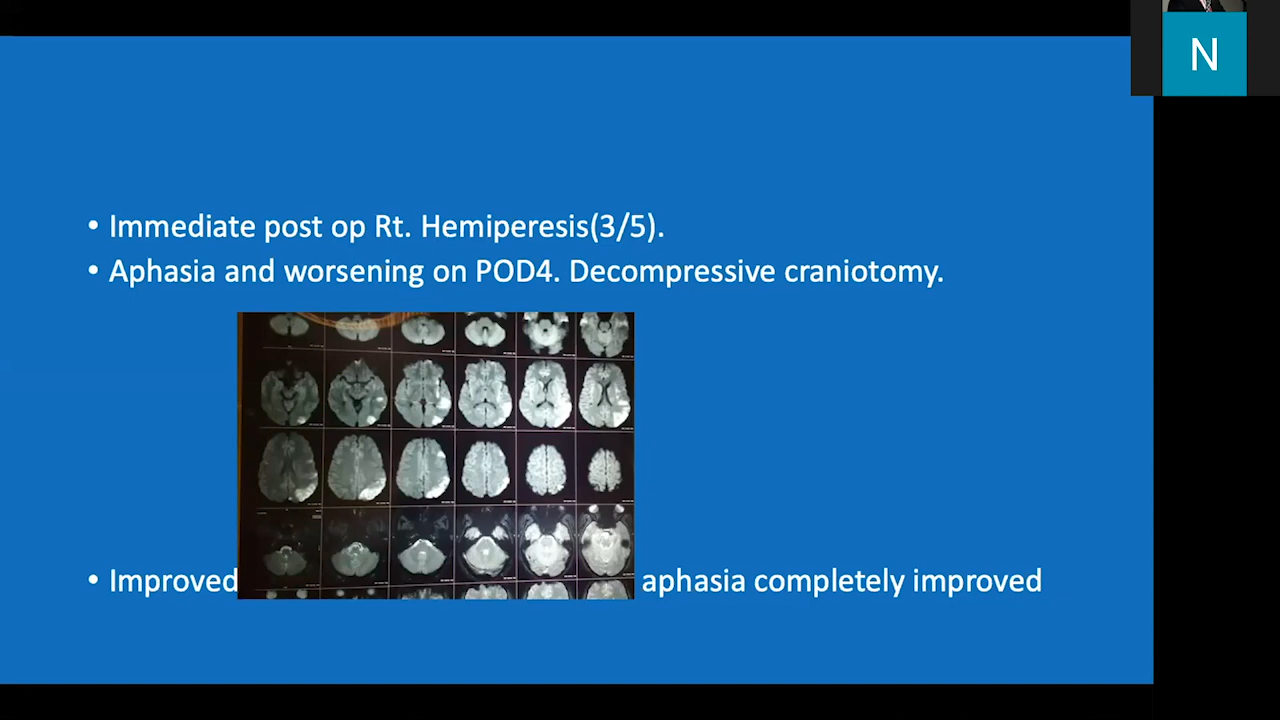 N
• Immediate post op Rt. Hemiperesis(3/5).
• Aphasia and worsening on POD4. Decompressive craniotomy.
• Improved aphasia completely improved